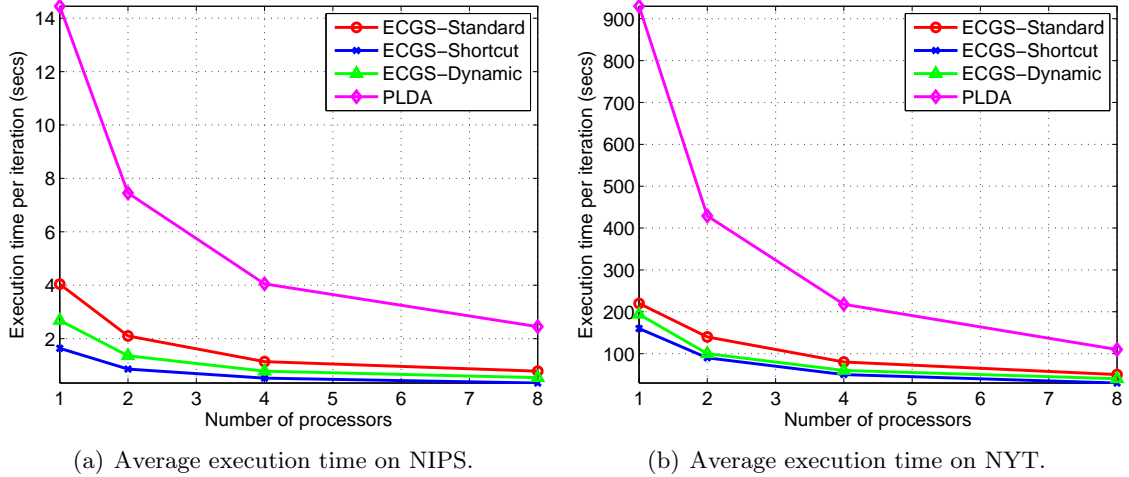 14
12
10
8
6
4
2
1 2 3 4 5 6 7 8
Execution time per iteration (secs)
Number of processors
ECGS−Standard
ECGS−Shortcut
ECGS−Dynamic
PLDA
(a) Average execution time on NIPS.
900
800
700
600
500
400
300
200
100
1 2 3 4 5 6 7 8
Execution time per iteration (secs)
Number of processors
ECGS−Standard
ECGS−Shortcut
ECGS−Dynamic
PLDA
(b) Average execution time on NYT.